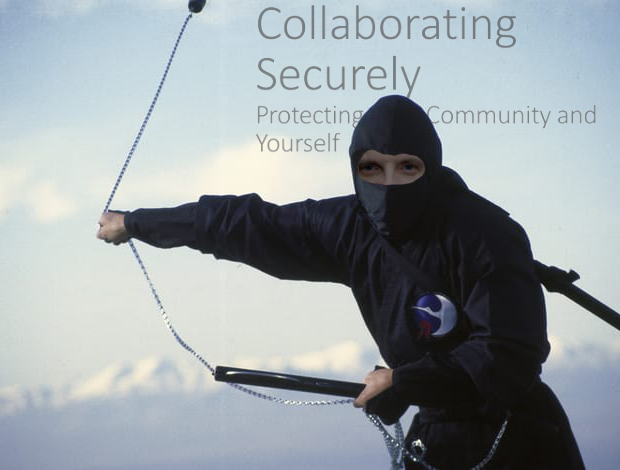 Collaborating
Securely
Protecting Community and
Yourself